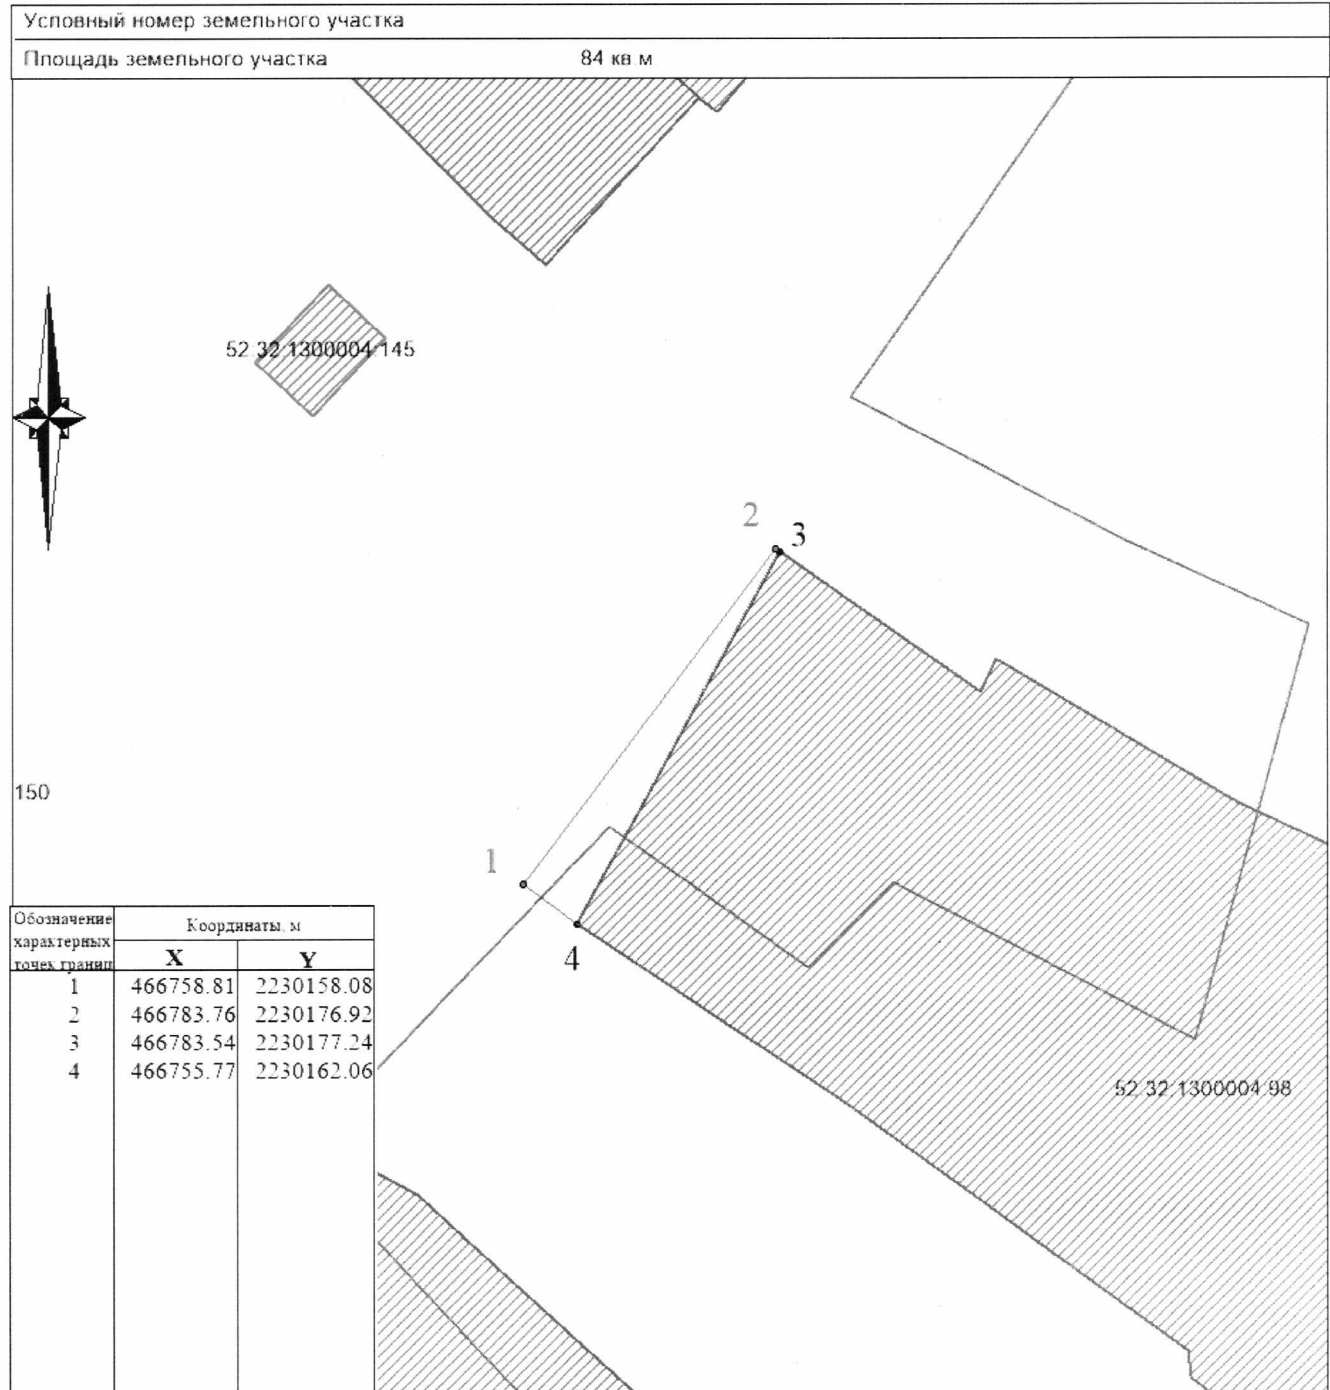 Условный номер земельного участка
Площадь земельного участка 84 кв м
52 32 1300004 145
2
3
150
1
4
Обозначение характерных точек границ Координаты, м
X Y
1 466758.81 2230158.08
2 466783.76 2230176.92
3 466783.54 2230177.24
4 466755.77 2230162.06
52 32 1300004 98